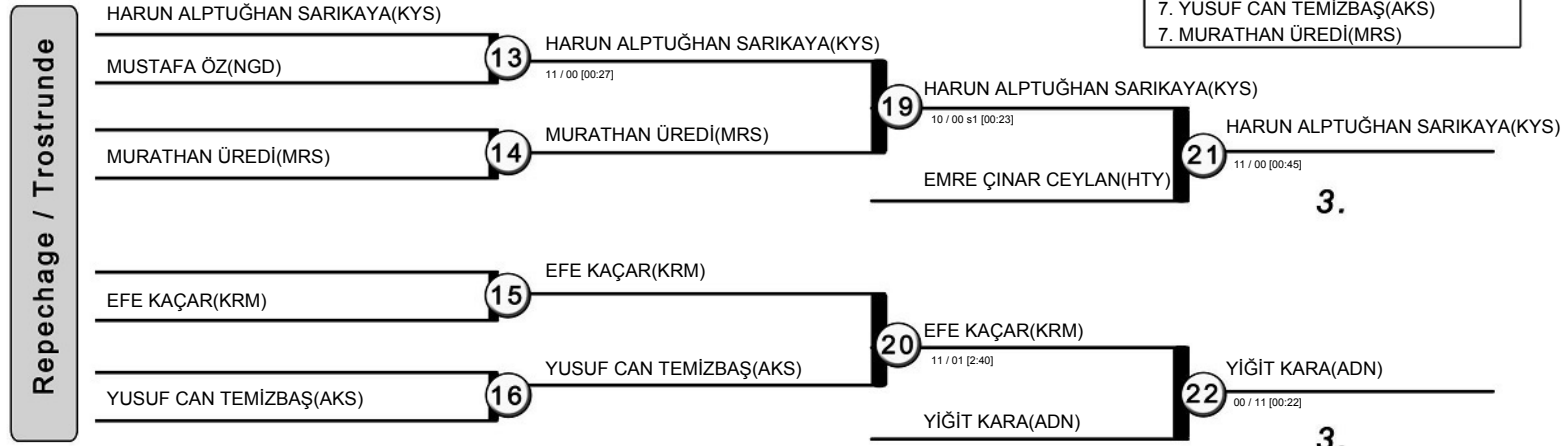 Repechage / Trostrunde
HARUN ALPTUĞHAN SARIKAYA(KYS)
MUSTAFA ÖZ(NGD)
MURATHAN ÜREDİ(MRS)
EFE KAÇAR(KRM)
YUSUF CAN TEMİZBAŞ(AKS)
13
14
15
16
HARUN ALPTUĞHAN SARIKAYA(KYS)
11 / 00 [00:27]
MURATHAN ÜREDİ(MRS)
EFE KAÇAR(KRM)
YUSUF CAN TEMİZBAŞ(AKS)
19
20
HARUN ALPTUĞHAN SARIKAYA(KYS)
10 / 00 s1 [00:23]
EMRE ÇINAR CEYLAN(HTY)
EFE KAÇAR(KRM)
11 / 01 [2:40]
YİĞİT KARA(ADN)
21
22
7. YUSUF CAN TEMİZBAŞ(AKS)
7. MURATHAN ÜREDİ(MRS)
HARUN ALPTUĞHAN SARIKAYA(KYS)
11 / 00 [00:45]
3.
YİĞİT KARA(ADN)
00 / 11 [00:22]
3.